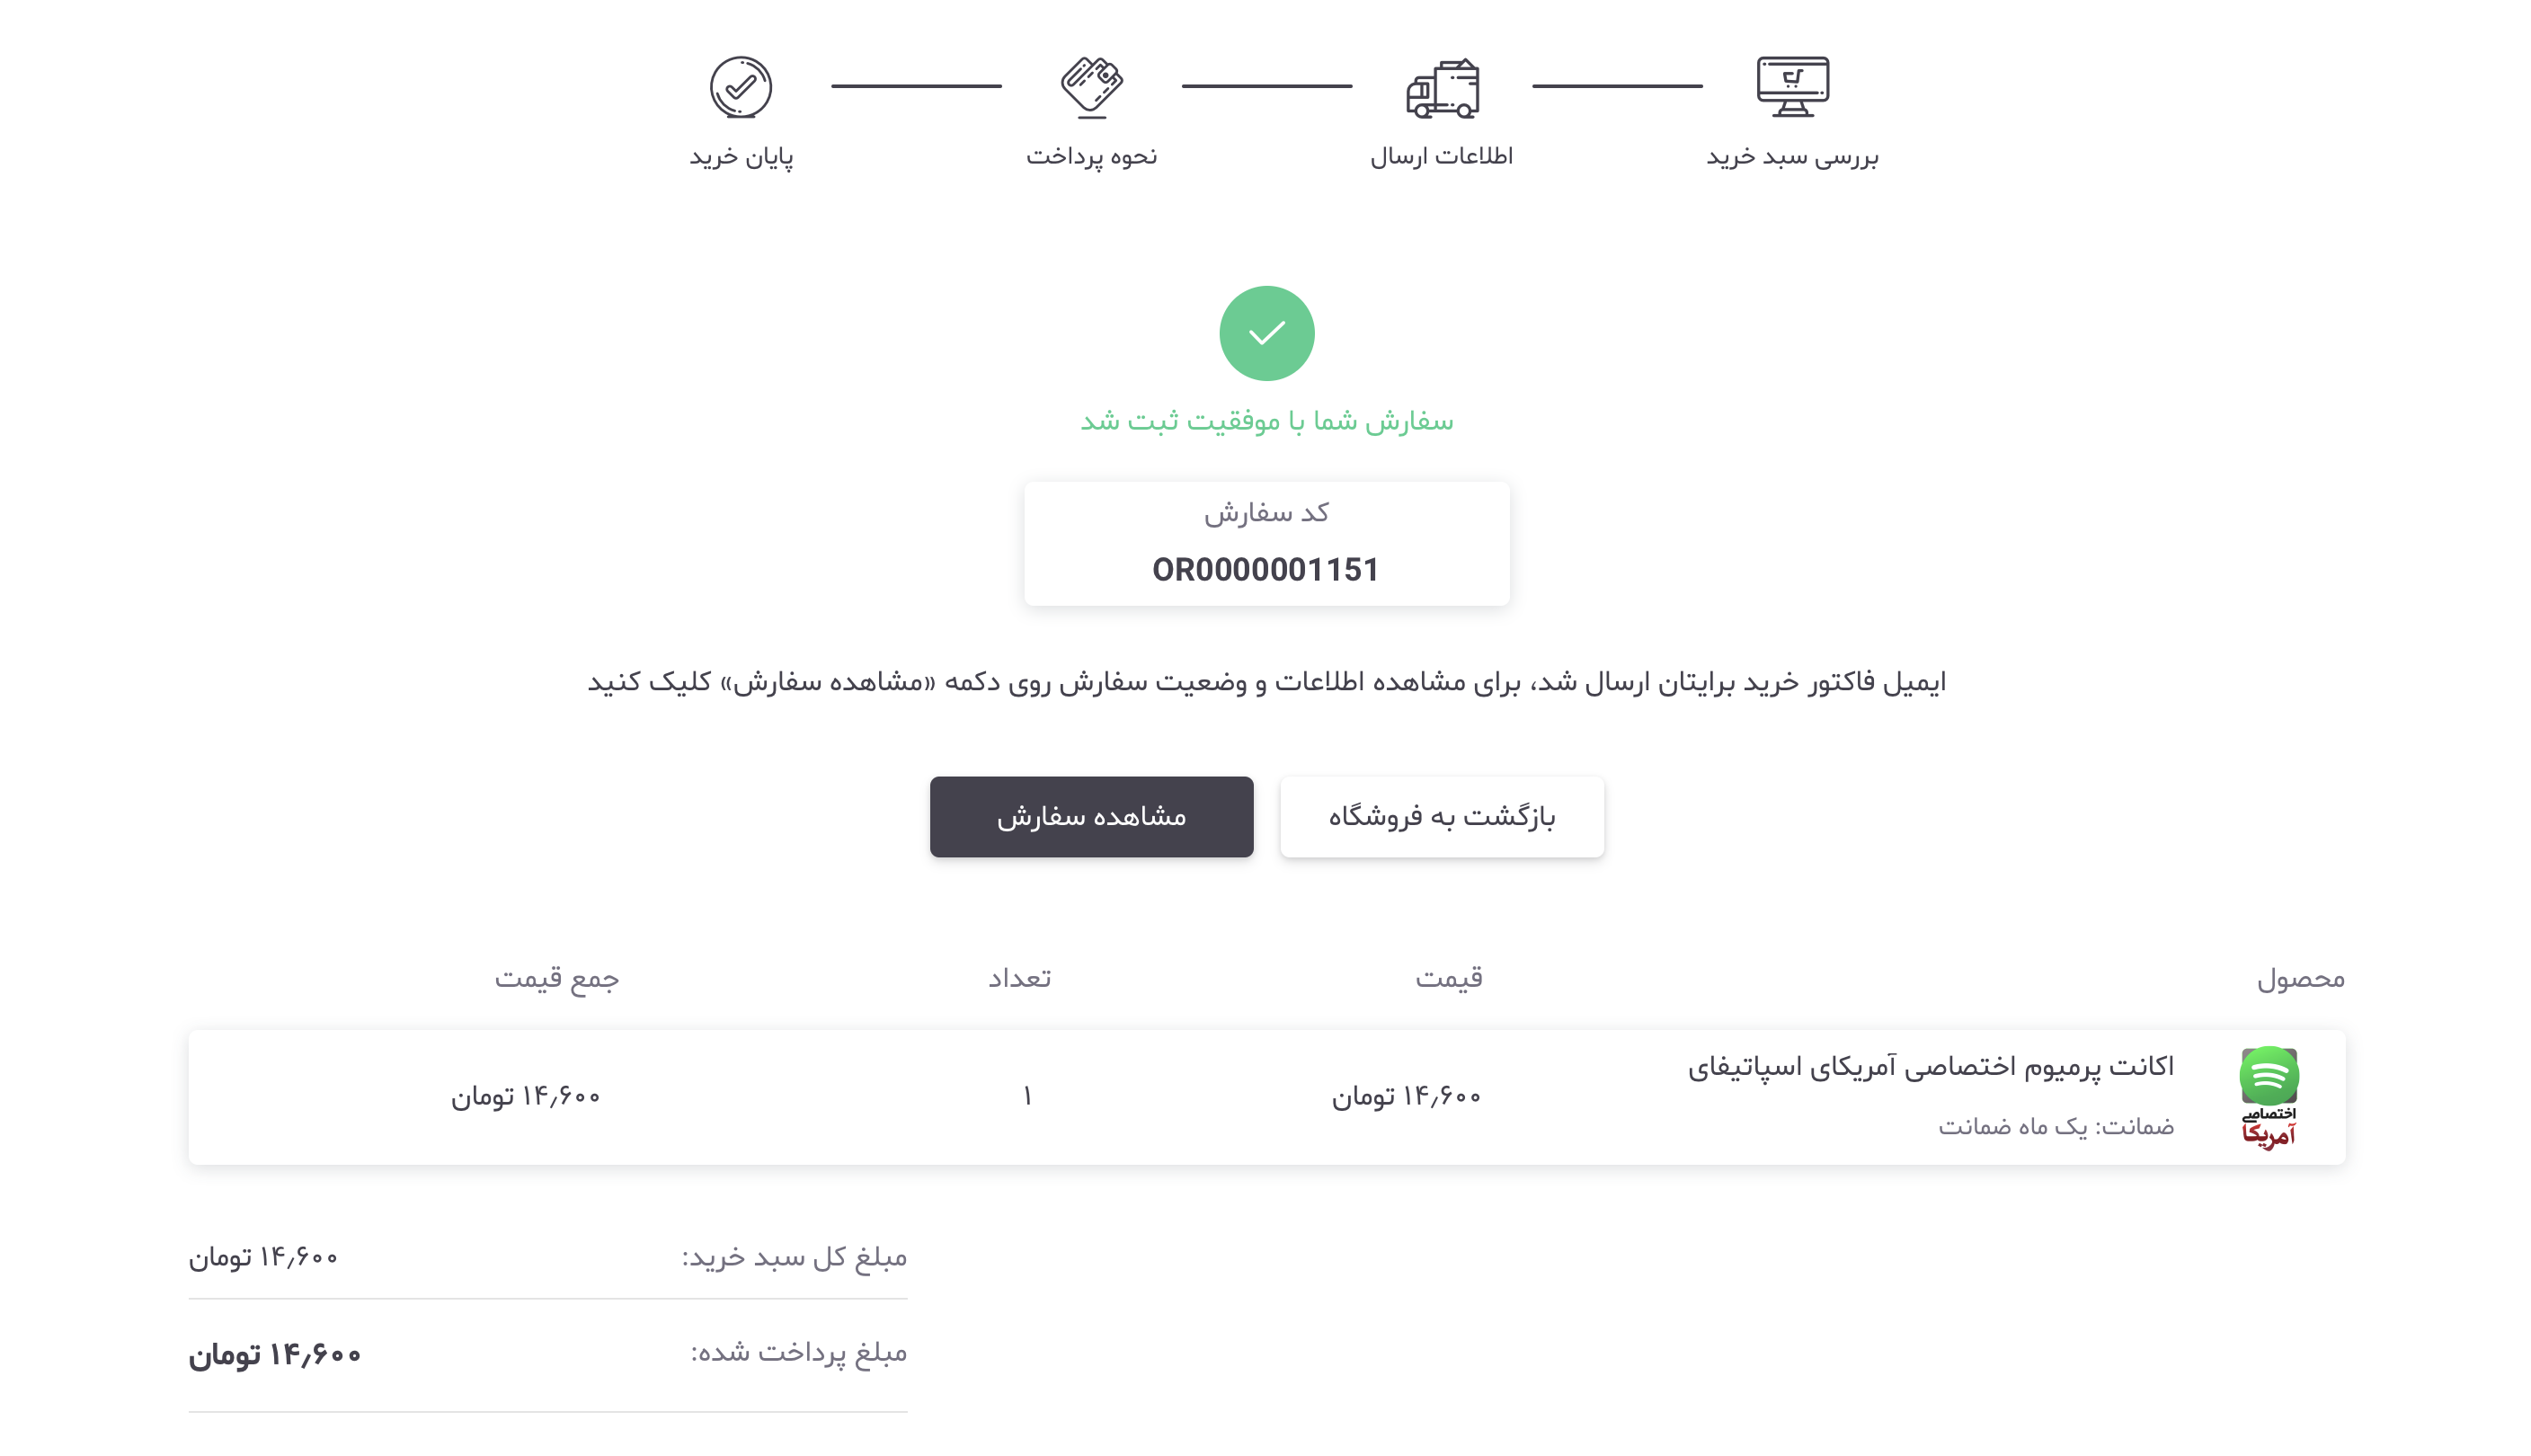 بررسی سبد خرید
اطلاعات ارسال
نحوه پرداخت
پایان خرید
سفارش شما با موفقیت ثبت شد
کد سفارش
OR0000001151
ایمیل فاکتور خرید برایتان ارسال شد، برای مشاهده اطلاعات و وضعیت سفارش روی دکمه «مشاهده سفارش» کلیک کنید
بازگشت به فروشگاه
مشاهده سفارش
محصول قیمت تعداد جمع قیمت
اختصاصی
آمریکا
اکانت پرمیوم اختصاصی آمریکای اسپاتیفای
ضمانت: یک ماه ضمانت
۱۴٫۶۰۰ تومان
۱
۱۴٫۶۰۰ تومان
مبلغ کل سبد خرید: ۱۴٫۶۰۰ تومان
مبلغ پرداخت شده: ۱۴٫۶۰۰ تومان